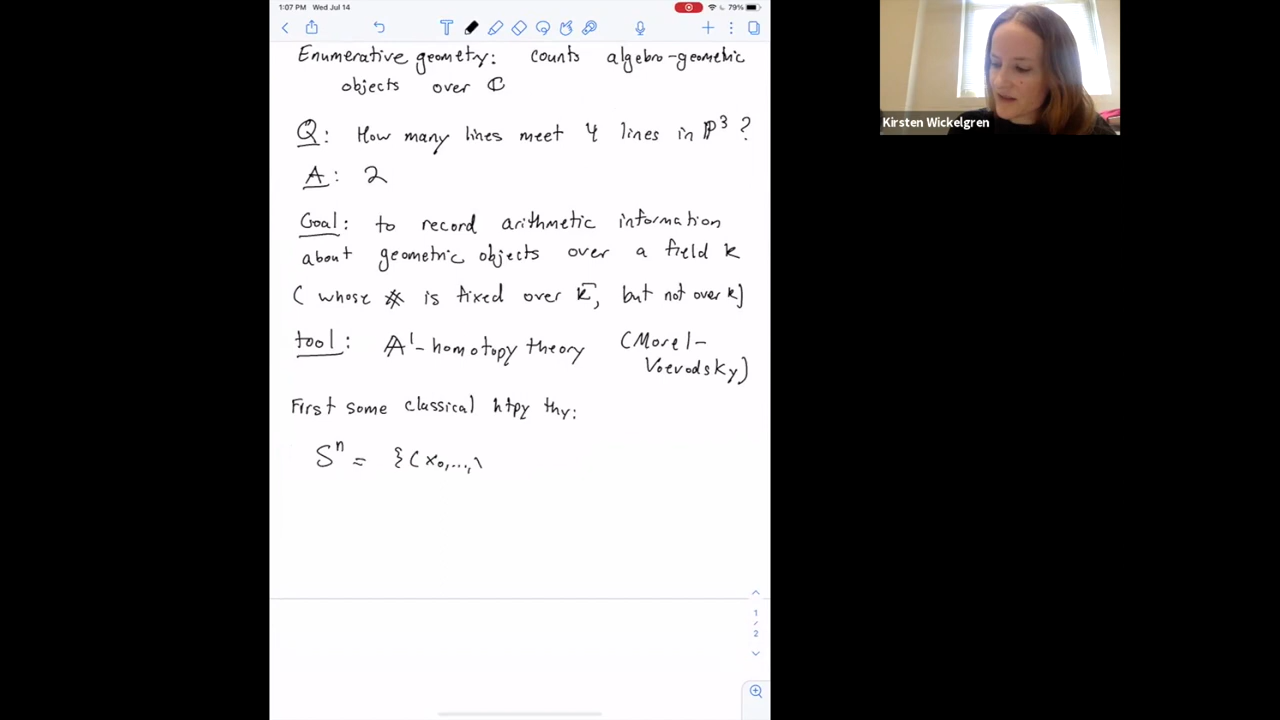 1:07 PM Wed Jul 14
79%
Enumerative geometry: counts algebro-geometric
objects over ℂ
Q: How many lines meet 4 lines in ℙ³?
A: 2
Goal: to record arithmetic information
about geometric objects over a field k
(whose # is fixed over k̅, but not over k)
tool: 𝔸¹-homotopy theory (Morel-
Voevodsky)
First some classical htpy thy:
Sⁿ = {(x₀,...,
1
/
2
Kirsten Wickelgren